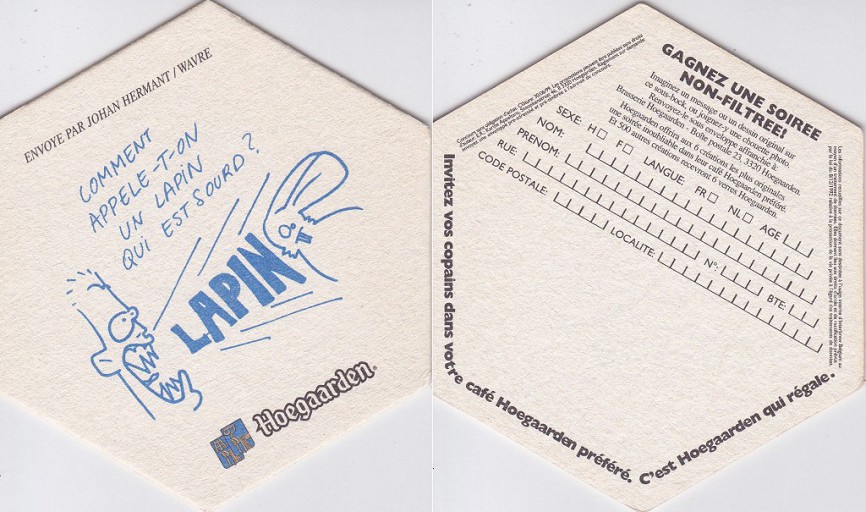 ENVOYE PAR JOHAN HERMANT / WAVRE
COMMENT
APPELE-T-ON
UN LAPIN
QUI EST SOURD ?
LAPIN
Hoegaarden®
GAGNEZ UNE SOIREE
NON-FILTREE!
Imaginez un message ou un dessin original sur
ce sous-bock, ou joignez-y une chouette photo.
Renvoyez-le sous enveloppe affranchie à:
Brasserie Hoegaarden - Boîte postale 23, 3320 Hoegaarden.
Hoegaarden offrira aux 6 créations les plus originales
une soirée inoubliable dans leur café Hoegaarden préféré.
Et 500 autres créations recevront 6 verres Hoegaarden.
SEXE: H □ F □ LANGUE: FR □ NL □ AGE
NOM:
PRENOM:
RUE: N°: BTE:
CODE POSTALE: LOCALITE:
Invitez vos copains dans votre café Hoegaarden préféré. C'est Hoegaarden qui régale.